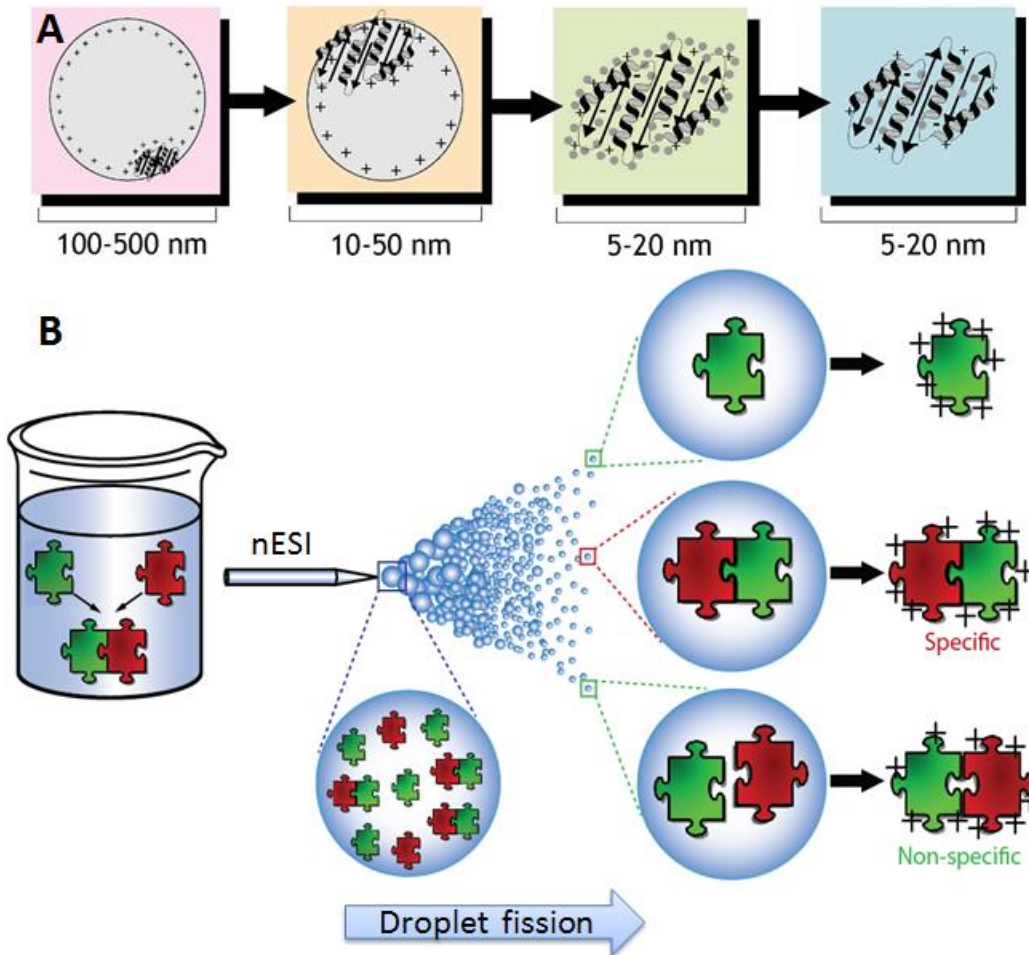 A
100-500 nm
10-50 nm
5-20 nm
5-20 nm
B
nESI
Specific
Non-specific
Droplet fission